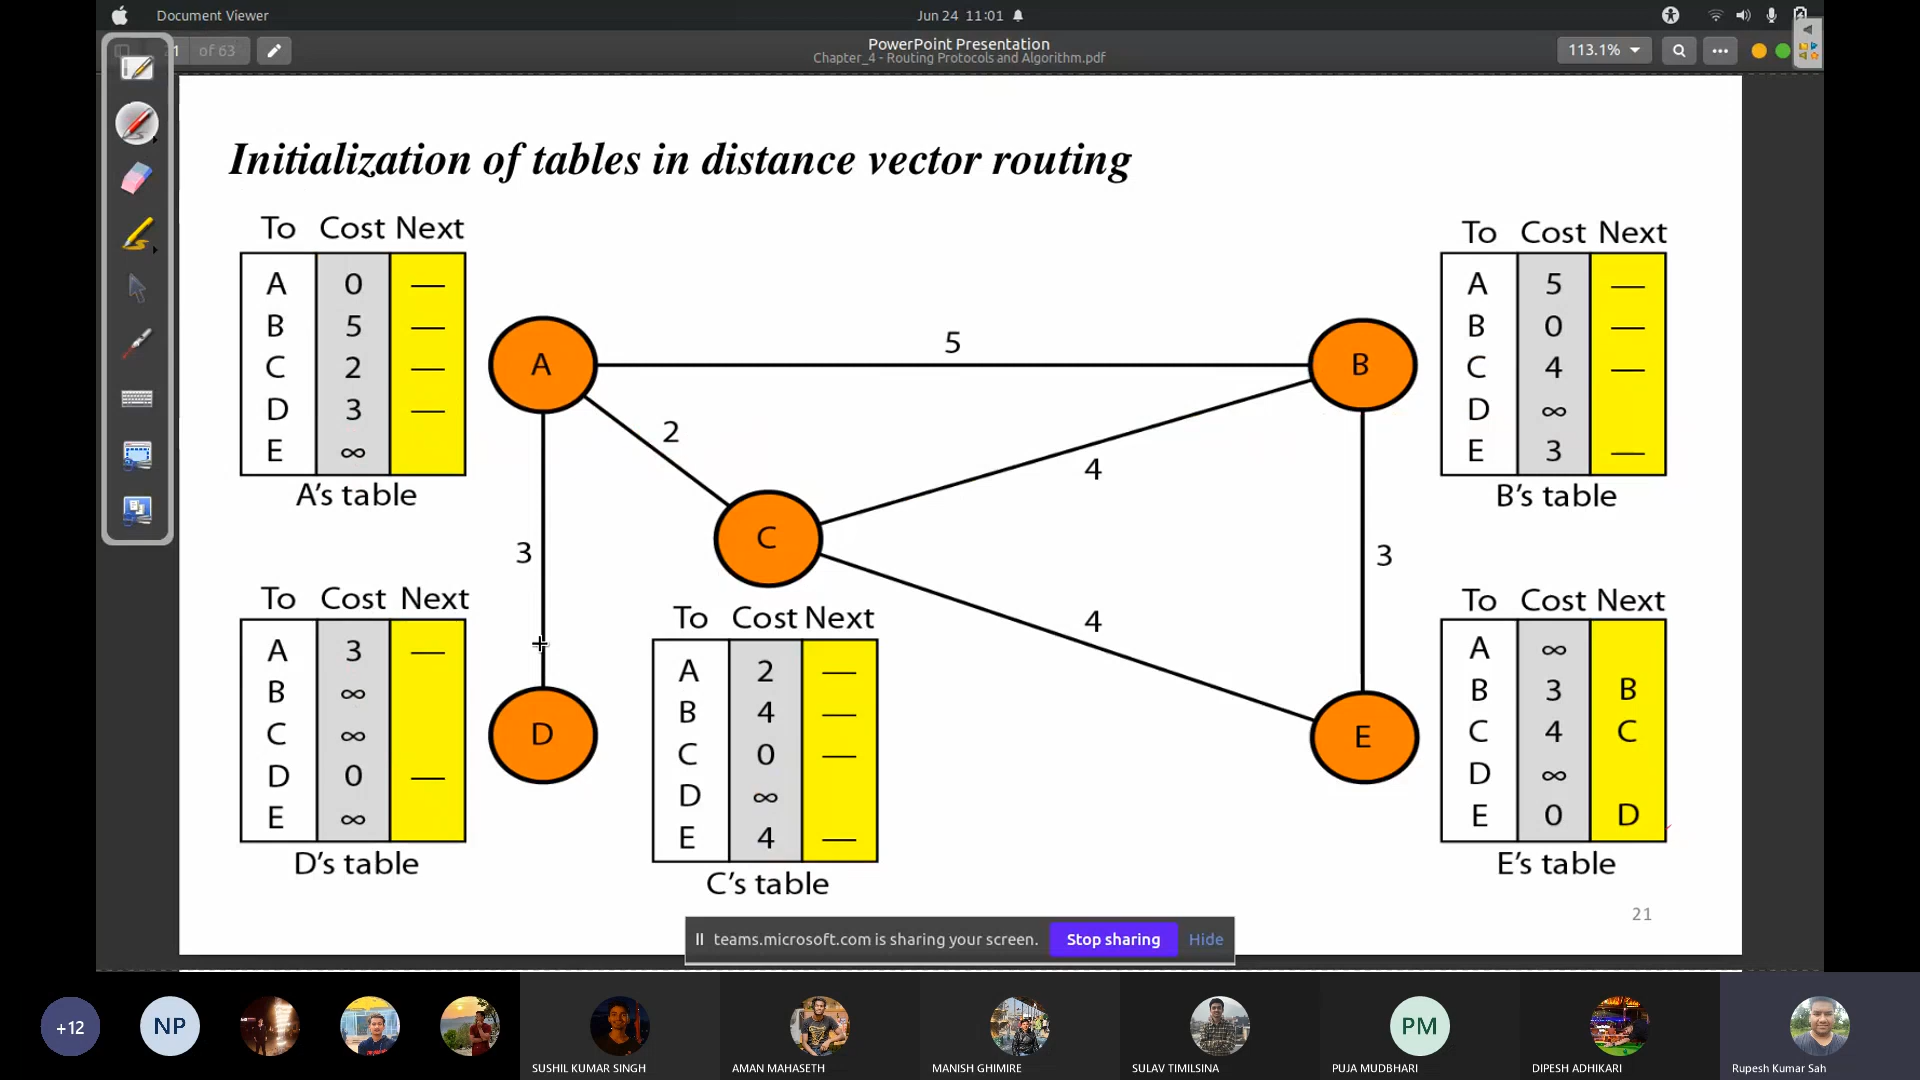 Document Viewer
Jun 24 11:01
of 63
PowerPoint Presentation
Chapter_4 - Routing Protocols and Algorithm.pdf
113.1%
Initialization of tables in distance vector routing
To Cost Next
A 0 —
B 5 —
C 2 —
D 3 —
E ∞
A's table
To Cost Next
A 5 —
B 0 —
C 4 —
D ∞
E 3 —
B's table
A
5
B
2
4
C
3
3
4
D
E
To Cost Next
A 3 —
B ∞
C ∞
D 0 —
E ∞
D's table
To Cost Next
A 2 —
B 4 —
C 0 —
D ∞
E 4 —
C's table
To Cost Next
A ∞
B 3 B
C 4 C
D ∞
E 0 D
E's table
21
teams.microsoft.com is sharing your screen. Stop sharing Hide
+12 NP PM
SUSHIL KUMAR SINGH AMAN MAHASETH MANISH GHIMIRE SULAV TIMILSINA PUJA MUDBHARI DIPESH ADHIKARI Rupesh Kumar Sah